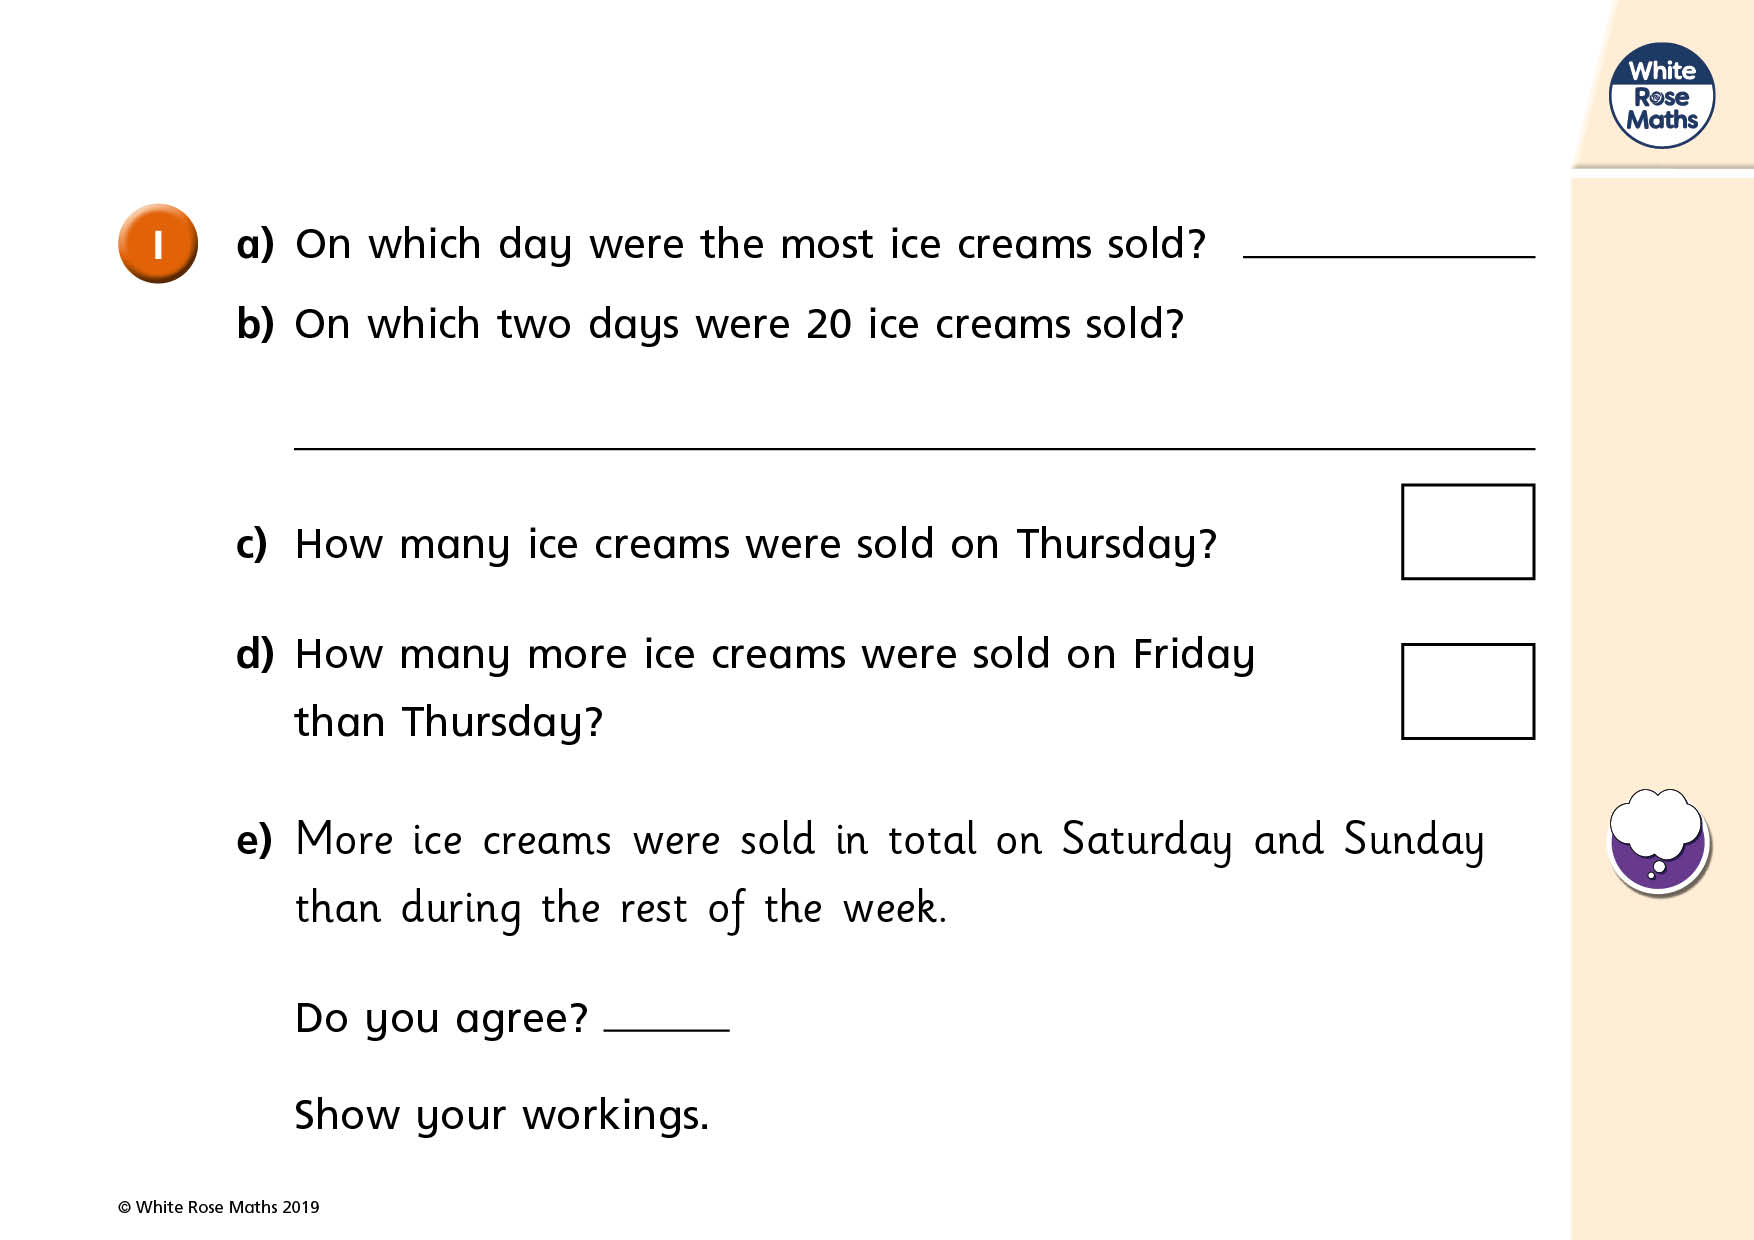 White
Rose
Maths
1 a) On which day were the most ice creams sold?
b) On which two days were 20 ice creams sold?
c) How many ice creams were sold on Thursday?
d) How many more ice creams were sold on Friday
than Thursday?
e) More ice creams were sold in total on Saturday and Sunday
than during the rest of the week.
Do you agree?
Show your workings.
© White Rose Maths 2019